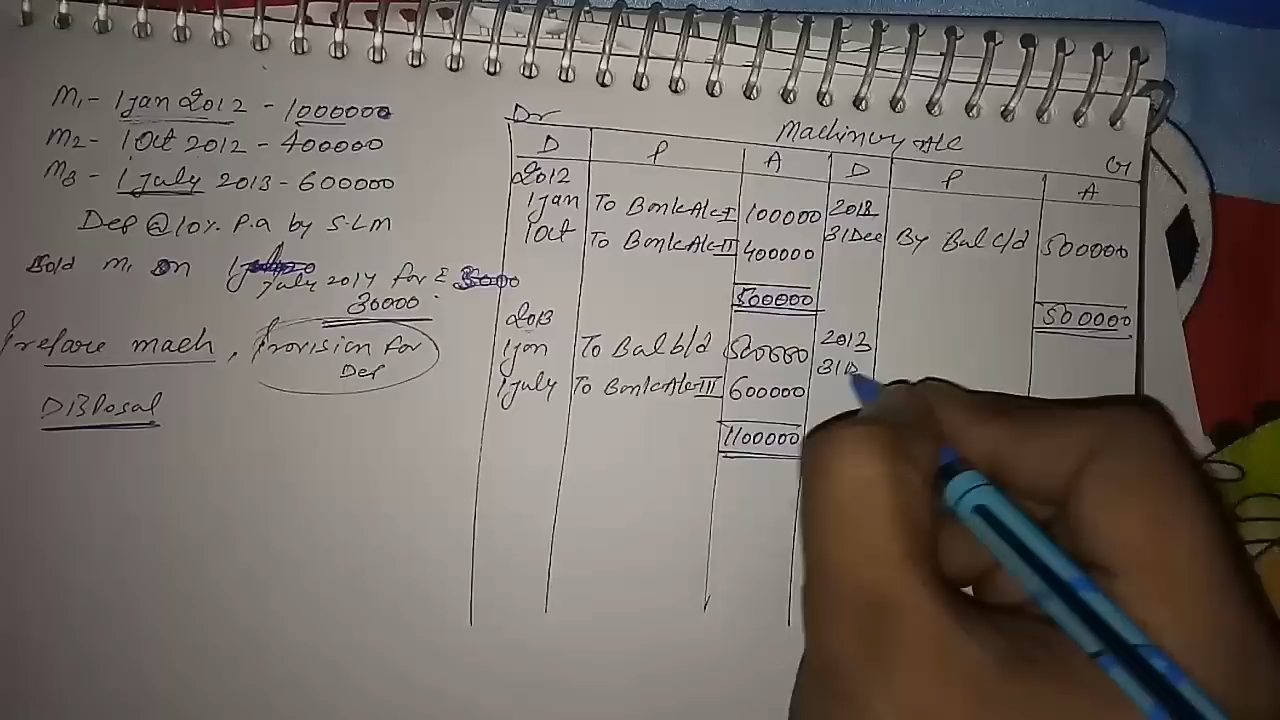 M1 - 1 Jan 2012 - 1000000
M2 - 1 Oct 2012 - 400000
M3 - 1 July 2013 - 600000
Dep @ 10% P.a by S.L.M
Sold M1 on 1 July 2014 for
30000
Prepare mach, Provision for
Dep
Disposal
Dr Machinery A/c Cr
D P A D P A
2012
1 Jan To Bank A/c I 100000 2012
1 Oct To Bank A/c II 400000 31 Dec By Bal c/d 500000
500000 500000
2013
1 Jan To Bal b/d 500000 2013
1 July To Bank A/c III 600000 31 D
1100000